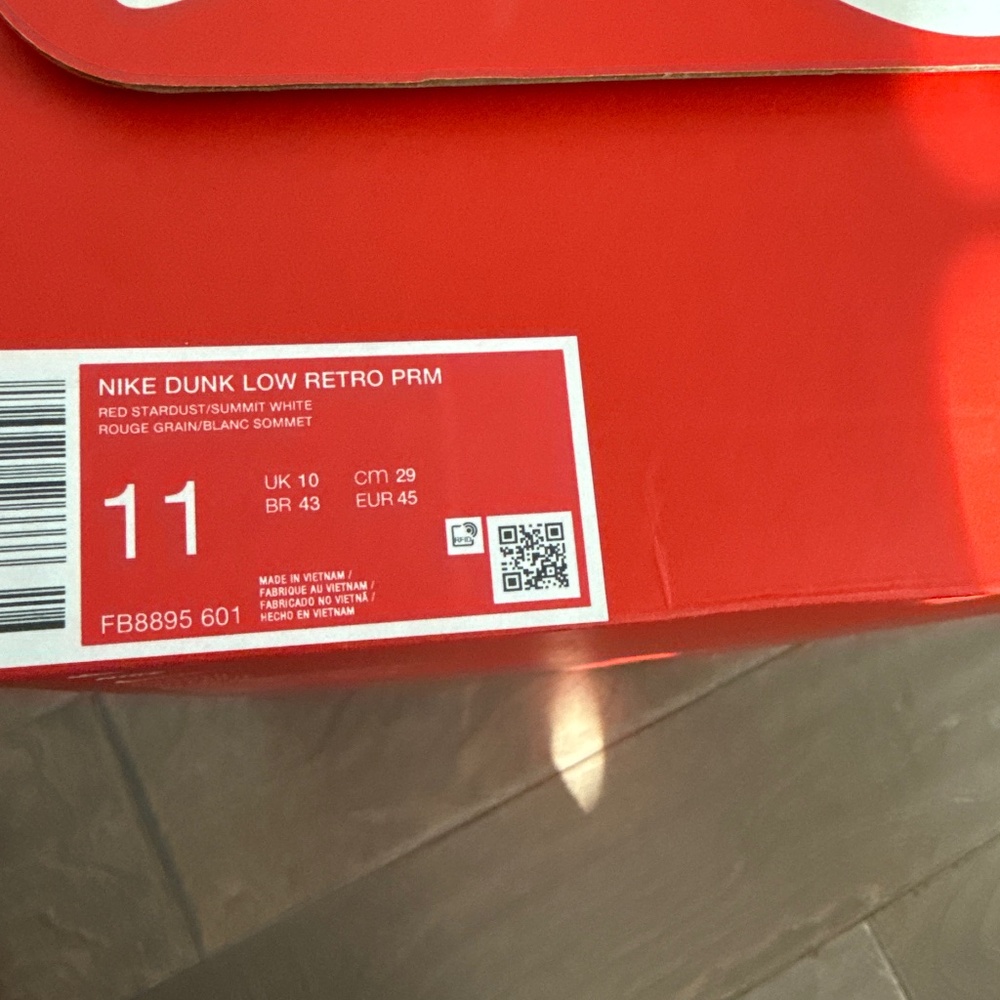 NIKE DUNK LOW RETRO PRM
RED STARDUST/SUMMIT WHITE
ROUGE GRAIN/BLANC SOMMET
11
UK 10 cm 29
BR 43 EUR 45
RFID
MADE IN VIETNAM /
FABRIQUE AU VIETNAM /
FABRICADO NO VIETNÃ /
HECHO EN VIETNAM
FB8895 601